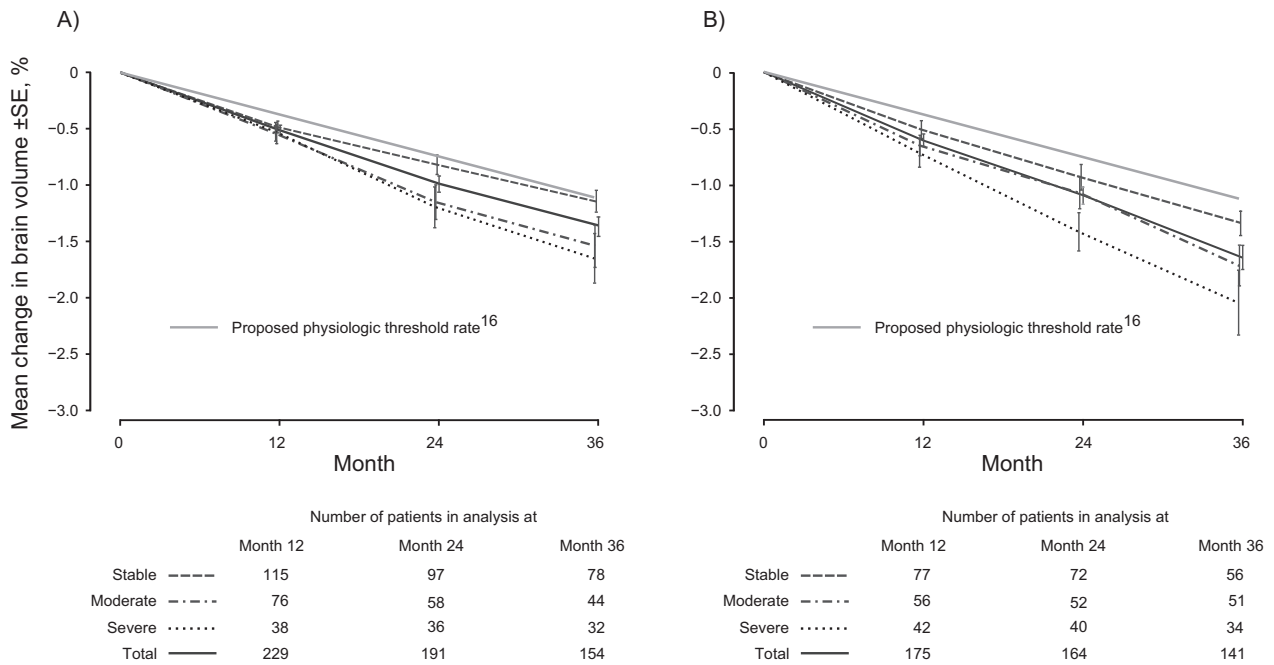 A)
Mean change in brain volume ±SE, %
0
−0.5
−1.0
−1.5
−2.0
−2.5
−3.0
Proposed physiologic threshold rate16
0 12 24 36
Month
Number of patients in analysis at
Month 12 Month 24 Month 36
Stable 115 97 78
Moderate 76 58 44
Severe 38 36 32
Total 229 191 154
B)
0
−0.5
−1.0
−1.5
−2.0
−2.5
−3.0
Proposed physiologic threshold rate16
0 12 24 36
Month
Number of patients in analysis at
Month 12 Month 24 Month 36
Stable 77 72 56
Moderate 56 52 51
Severe 42 40 34
Total 175 164 141